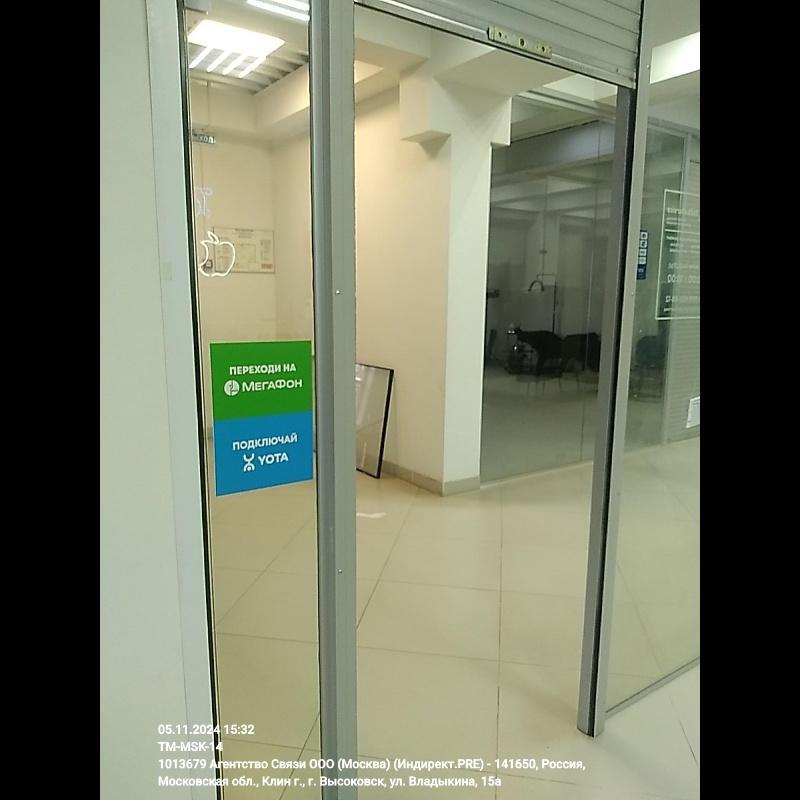 ПЕРЕХОДИ НА
МЕГАФОН
ПОДКЛЮЧАЙ
YOTA
05.11.2024 15:32
TM-MSK-14
1013679 Агентство Связи ООО (Москва) (Индирект.PRE) - 141650, Россия,
Московская обл., Клин г., г. Высоковск, ул. Владыкина, 15а